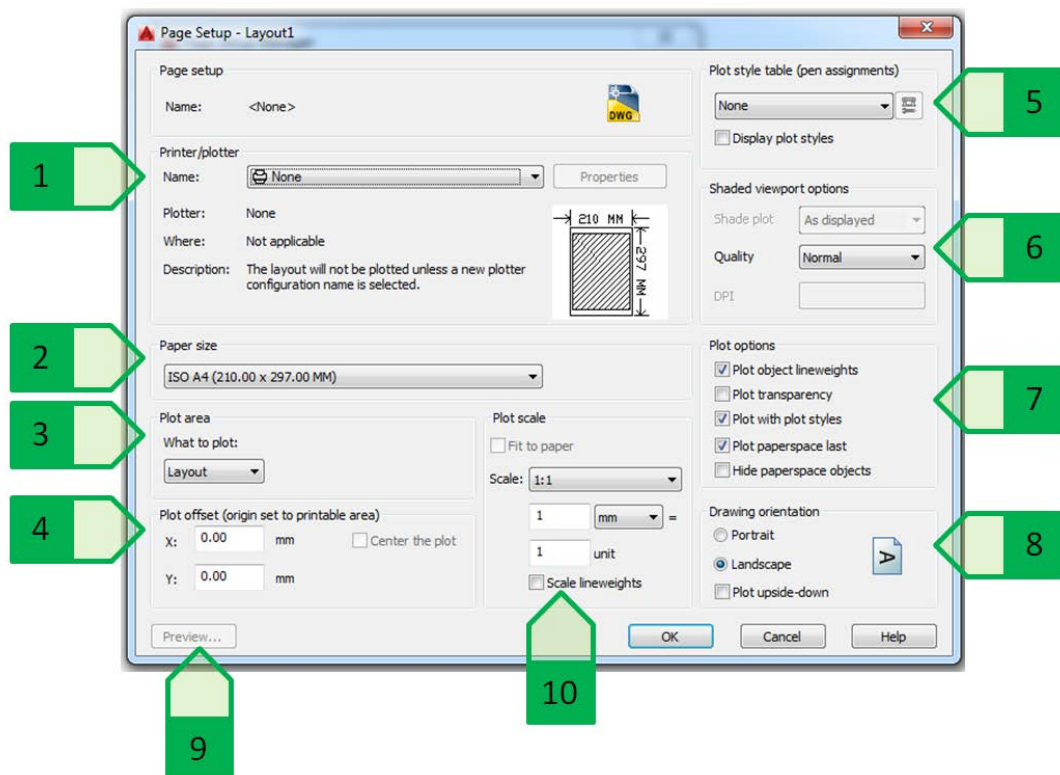 Page Setup - Layout1
Page setup
Name: <None>
DWG
Plot style table (pen assignments)
None
Display plot styles
5
1
Printer/plotter
Name: None
Properties
Plotter: None
Where: Not applicable
Description: The layout will not be plotted unless a new plotter
configuration name is selected.
210 MM
297 MM
Shaded viewport options
Shade plot As displayed
Quality Normal
DPI
6
2
Paper size
ISO A4 (210.00 x 297.00 MM)
Plot options
Plot object lineweights
Plot transparency
Plot with plot styles
Plot paperspace last
Hide paperspace objects
7
3
Plot area
What to plot:
Layout
4
Plot offset (origin set to printable area)
X: 0.00 mm
Center the plot
Y: 0.00 mm
Plot scale
Fit to paper
Scale: 1:1
1 mm =
1 unit
Scale lineweights
Drawing orientation
Portrait
Landscape
Plot upside-down
A
8
Preview...
OK
Cancel
Help
9
10